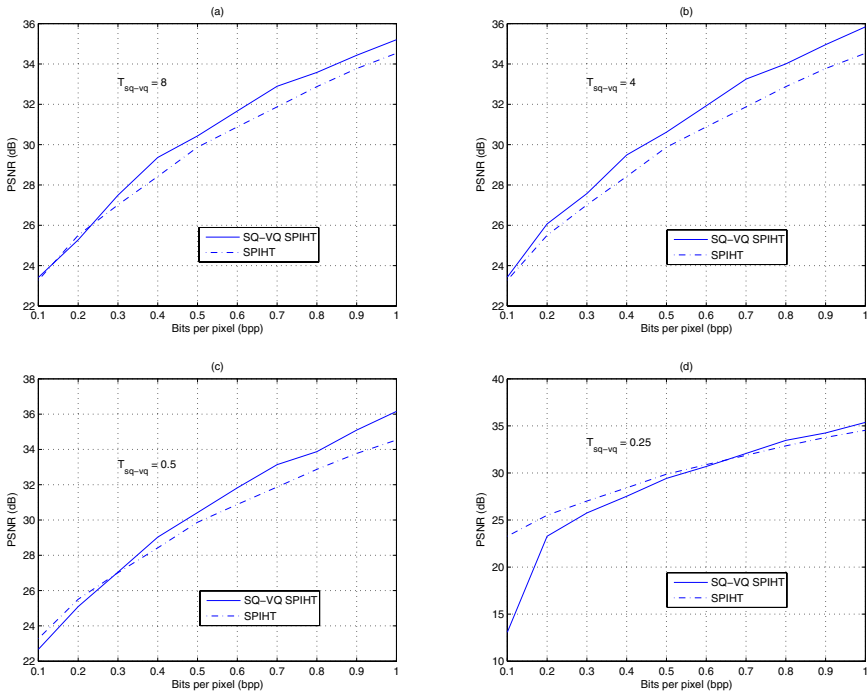 (a)
36
34
32
30
28
26
24
22
PSNR (dB)
T_sq-vq = 8
SQ-VQ SPIHT
SPIHT
0.1 0.2 0.3 0.4 0.5 0.6 0.7 0.8 0.9 1
Bits per pixel (bpp)
(b)
36
34
32
30
28
26
24
22
PSNR (dB)
T_sq-vq = 4
SQ-VQ SPIHT
SPIHT
0.1 0.2 0.3 0.4 0.5 0.6 0.7 0.8 0.9 1
Bits per pixel (bpp)
(c)
38
36
34
32
30
28
26
24
22
PSNR (dB)
T_sq-vq = 0.5
SQ-VQ SPIHT
SPIHT
0.1 0.2 0.3 0.4 0.5 0.6 0.7 0.8 0.9 1
Bits per pixel (bpp)
(d)
40
35
30
25
20
15
10
PSNR (dB)
T_sq-vq = 0.25
SQ-VQ SPIHT
SPIHT
0.1 0.2 0.3 0.4 0.5 0.6 0.7 0.8 0.9 1
Bits per pixel (bpp)